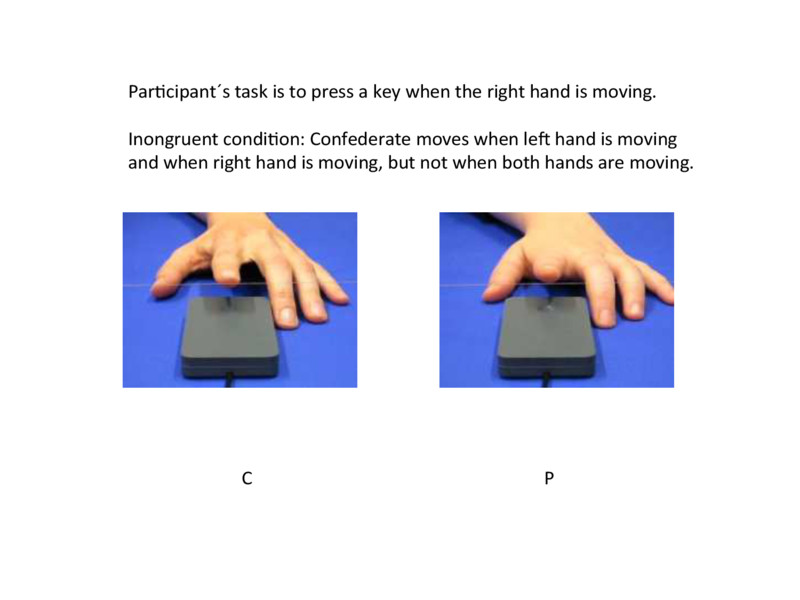 Participant´s task is to press a key when the right hand is moving.
Inongruent condition: Confederate moves when left hand is moving
and when right hand is moving, but not when both hands are moving.
C
P